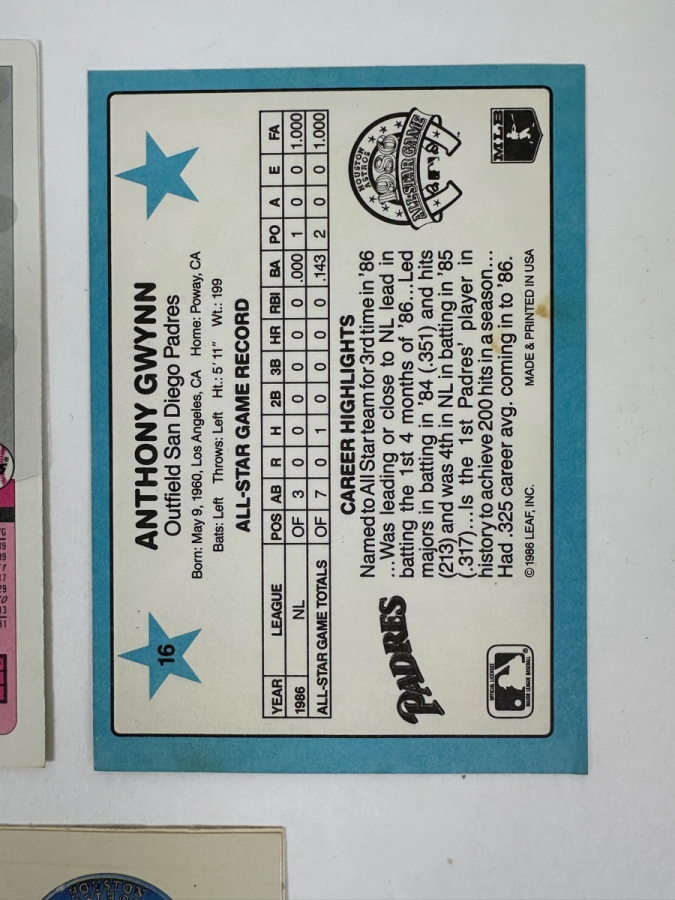 16
ANTHONY GWYNN
Outfield San Diego Padres
Born: May 9, 1960, Los Angeles, CA Home: Poway, CA
Bats: Left Throws: Left Ht.: 5' 11" Wt.: 199
ALL-STAR GAME RECORD
YEAR LEAGUE POS AB R H 2B 3B HR RBI BA PO A E FA
1986 NL OF 3 0 0 0 0 0 0 .000 1 0 0 1.000
ALL-STAR GAME TOTALS OF 7 0 1 0 0 0 0 .143 2 0 0 1.000
PADRES
CAREER HIGHLIGHTS
Named to All Star team for 3rd time in '86
...Was leading or close to NL lead in
batting the 1st 4 months of '86...Led
majors in batting in '84 (.351) and hits
(213) and was 4th in NL in batting in '85
(.317)...Is the 1st Padres' player in
history to achieve 200 hits in a season...
Had .325 career avg. coming in to '86.
HOUSTON
ASTROS
1986
ALL-STAR GAME
OFFICIAL LICENSEE
MAJOR LEAGUE BASEBALL
©1986 LEAF, INC. MADE & PRINTED IN USA
MLB
HOUSTON